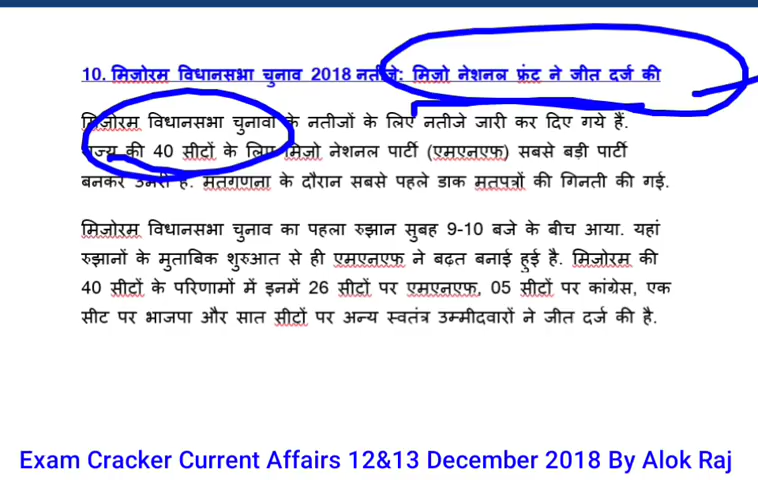 10. मिज़ोरम विधानसभा चुनाव 2018 नतीजे: मिज़ो नेशनल फ्रंट ने जीत दर्ज की
मिज़ोरम विधानसभा चुनावों के नतीजों के लिए नतीजे जारी कर दिए गये हैं.
राज्य की 40 सीटों के लिए मिज़ो नेशनल पार्टी (एमएनएफ) सबसे बड़ी पार्टी
बनकर उभरी है. मतगणना के दौरान सबसे पहले डाक मतपत्रों की गिनती की गई.
मिज़ोरम विधानसभा चुनाव का पहला रुझान सुबह 9-10 बजे के बीच आया. यहां
रुझानों के मुताबिक शुरुआत से ही एमएनएफ ने बढ़त बनाई हुई है. मिज़ोरम की
40 सीटों के परिणामों में इनमें 26 सीटों पर एमएनएफ, 05 सीटों पर कांग्रेस, एक
सीट पर भाजपा और सात सीटों पर अन्य स्वतंत्र उम्मीदवारों ने जीत दर्ज की है.
Exam Cracker Current Affairs 12&13 December 2018 By Alok Raj